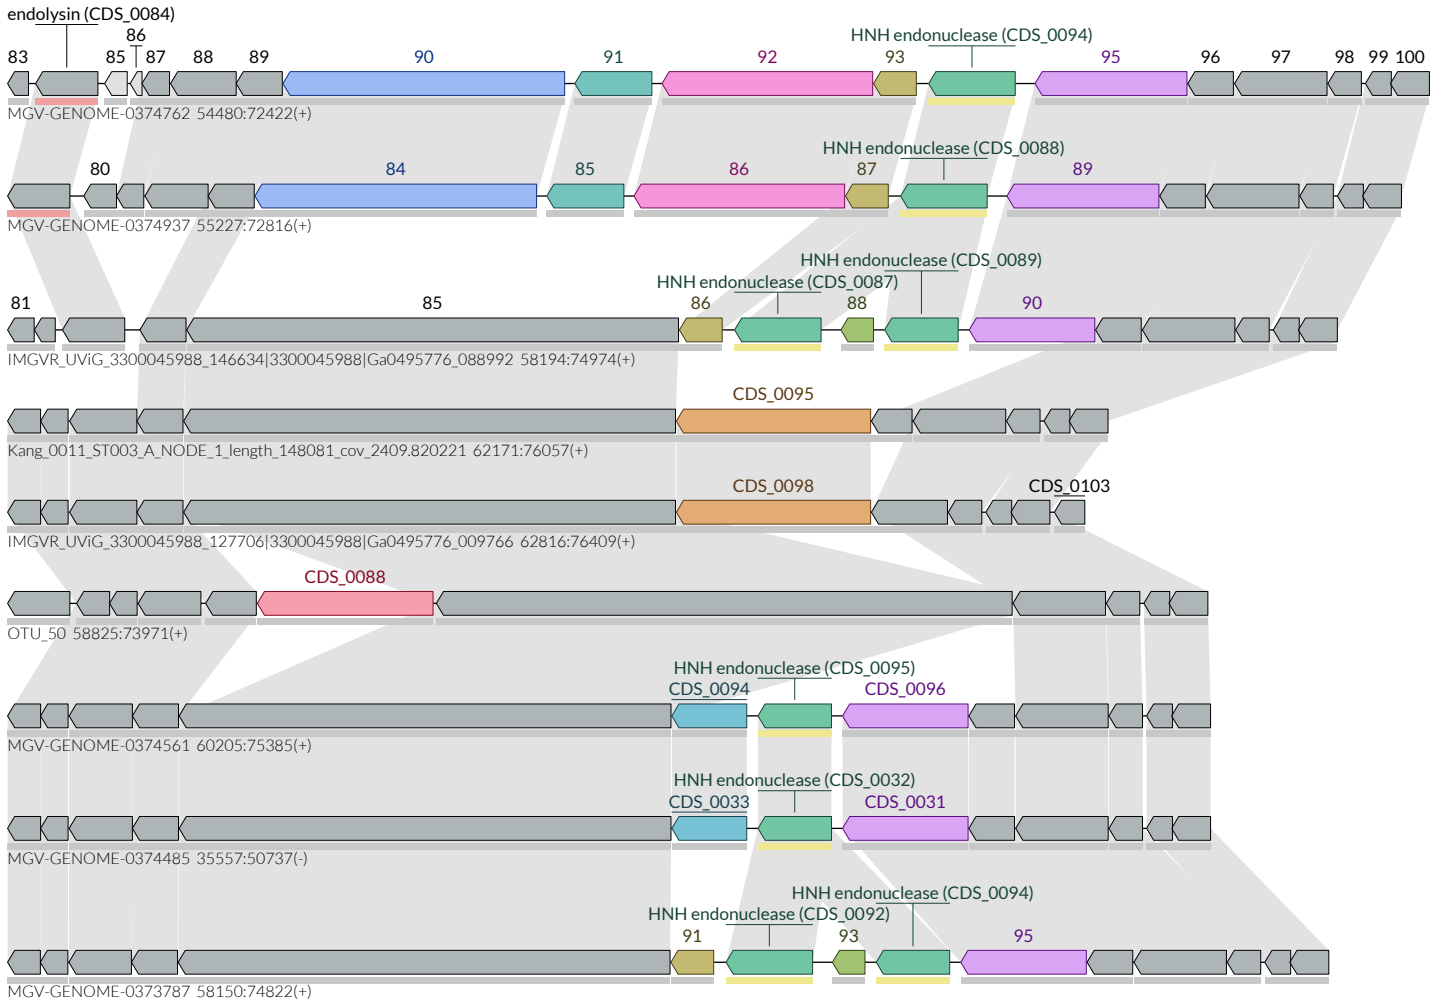 endolysin (CDS_0084)
86
HNH endonuclease (CDS_0094)
83 85 87 88 89 90 91 92 93 95 96 97 98 99 100
MGV-GENOME-0374762 54480:72422(+)
HNH endonuclease (CDS_0088)
80 84 85 86 87 89
MGV-GENOME-0374937 55227:72816(+)
HNH endonuclease (CDS_0089)
HNH endonuclease (CDS_0087)
81 85 86 88 90
IMGVR_UViG_3300045988_146634|3300045988|Ga0495776_088992 58194:74974(+)
CDS_0095
Kang_0011_ST003_A_NODE_1_length_148081_cov_2409.820221 62171:76057(+)
CDS_0098 CDS_0103
IMGVR_UViG_3300045988_127706|3300045988|Ga0495776_009766 62816:76409(+)
CDS_0088
OTU_50 58825:73971(+)
HNH endonuclease (CDS_0095)
CDS_0094 CDS_0096
MGV-GENOME-0374561 60205:75385(+)
HNH endonuclease (CDS_0032)
CDS_0033 CDS_0031
MGV-GENOME-0374485 35557:50737(-)
HNH endonuclease (CDS_0094)
HNH endonuclease (CDS_0092)
91 93 95
MGV-GENOME-0373787 58150:74822(+)